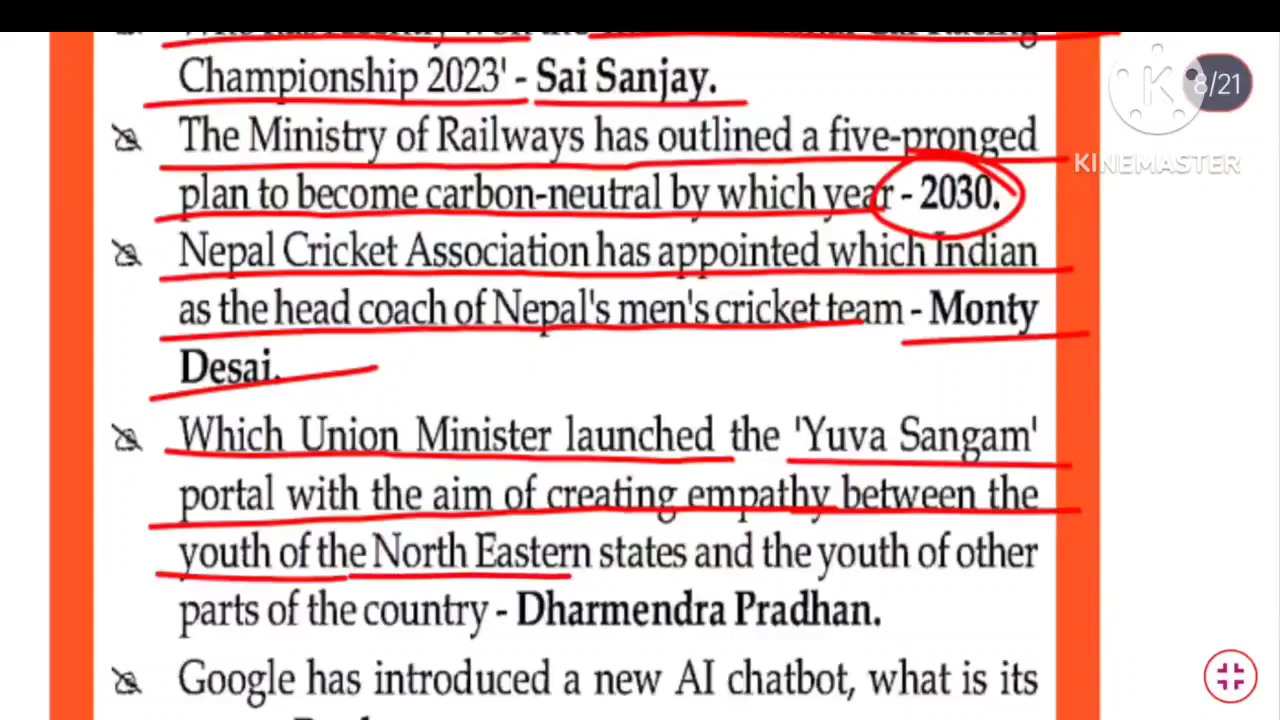 Championship 2023' - Sai Sanjay.
8/21
KINEMASTER
The Ministry of Railways has outlined a five-pronged
plan to become carbon-neutral by which year - 2030.
Nepal Cricket Association has appointed which Indian
as the head coach of Nepal's men's cricket team - Monty
Desai.
Which Union Minister launched the 'Yuva Sangam'
portal with the aim of creating empathy between the
youth of the North Eastern states and the youth of other
parts of the country - Dharmendra Pradhan.
Google has introduced a new AI chatbot, what is its